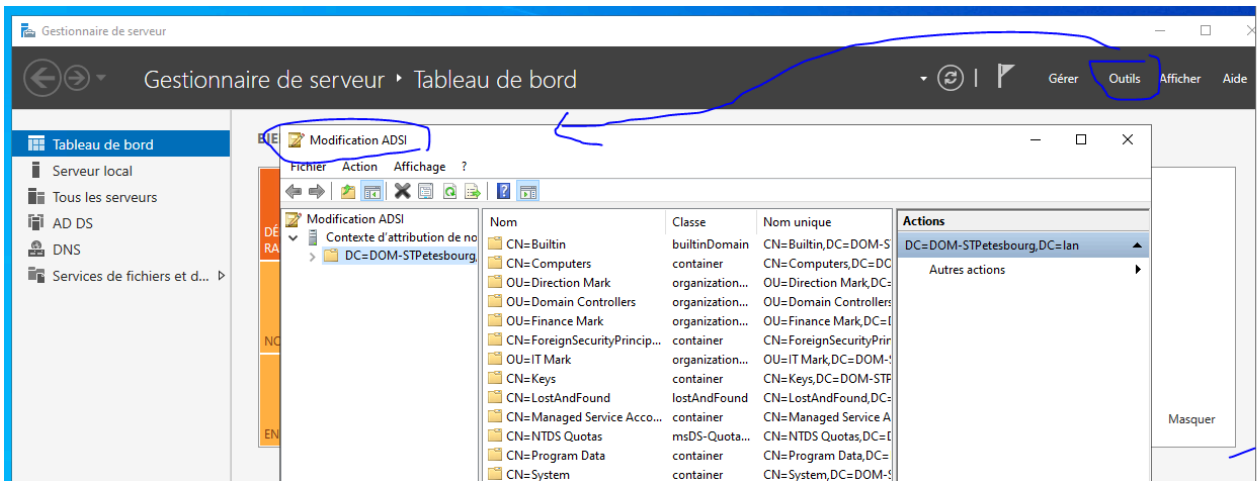 Gestionnaire de serveur
Gestionnaire de serveur • Tableau de bord
Gérer Outils Afficher Aide
Tableau de bord
Serveur local
Tous les serveurs
AD DS
DNS
Services de fichiers et d...
BIE
DÉ
RA
NO
EN
Modification ADSI
Fichier Action Affichage ?
Modification ADSI
Contexte d'attribution de no
DC=DOM-STPetesbourg,
Nom Classe Nom unique
CN=Builtin builtinDomain CN=Builtin,DC=DOM-S
CN=Computers container CN=Computers,DC=DO
OU=Direction Mark organization... OU=Direction Mark,DC=
OU=Domain Controllers organization... OU=Domain Controllers
OU=Finance Mark organization... OU=Finance Mark,DC=
CN=ForeignSecurityPrincip... container CN=ForeignSecurityPrin
OU=IT Mark organization... OU=IT Mark,DC=DOM-
CN=Keys container CN=Keys,DC=DOM-STP
CN=LostAndFound lostAndFound CN=LostAndFound,DC=
CN=Managed Service Acco... container CN=Managed Service A
CN=NTDS Quotas msDS-Quota... CN=NTDS Quotas,DC=
CN=Program Data container CN=Program Data,DC=
CN=System container CN=System,DC=DOM-S
Actions
DC=DOM-STPetesbourg,DC=lan
Autres actions
Masquer